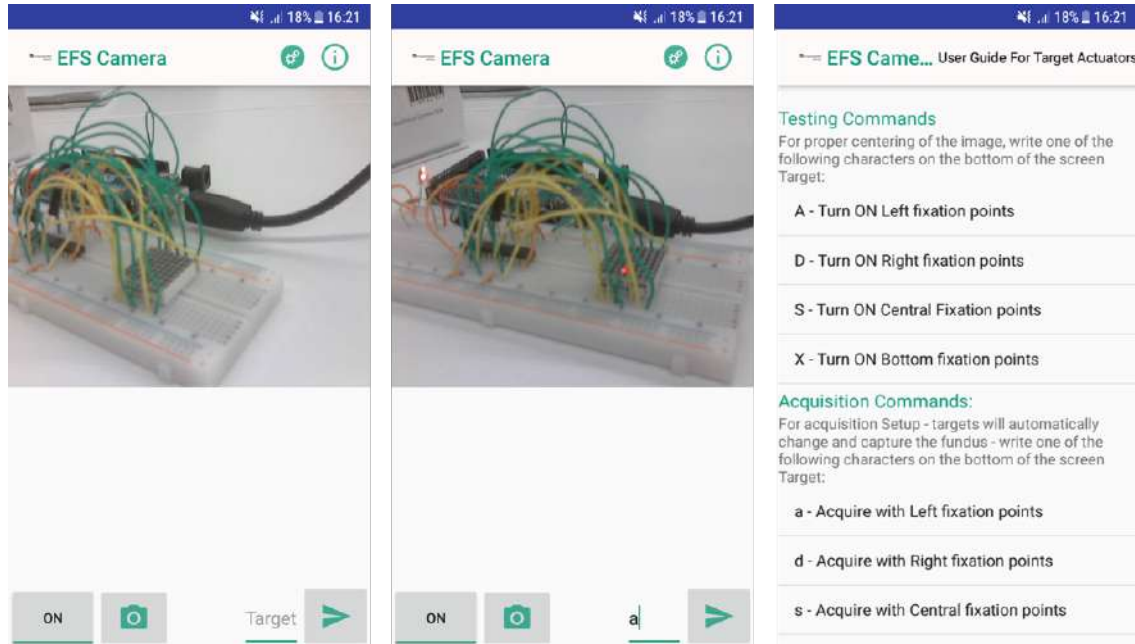 18% 16:21
EFS Camera
ON
Target
18% 16:21
EFS Camera
ON
a
18% 16:21
EFS Came... User Guide For Target Actuators
Testing Commands
For proper centering of the image, write one of the
following characters on the bottom of the screen
Target:
A - Turn ON Left fixation points
D - Turn ON Right fixation points
S - Turn ON Central Fixation points
X - Turn ON Bottom fixation points
Acquisition Commands:
For acquisition Setup - targets will automatically
change and capture the fundus - write one of the
following characters on the bottom of the screen
Target:
a - Acquire with Left fixation points
d - Acquire with Right fixation points
s - Acquire with Central fixation points